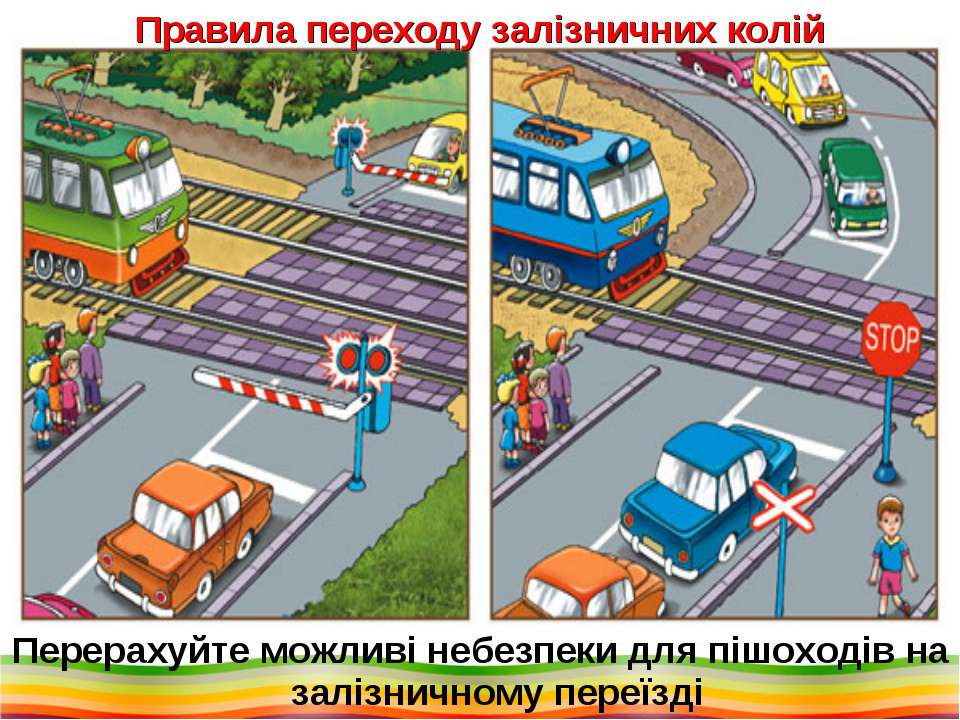 Правила переходу залізничних колій
STOP
Перерахуйте можливі небезпеки для пішоходів на
залізничному переїзді